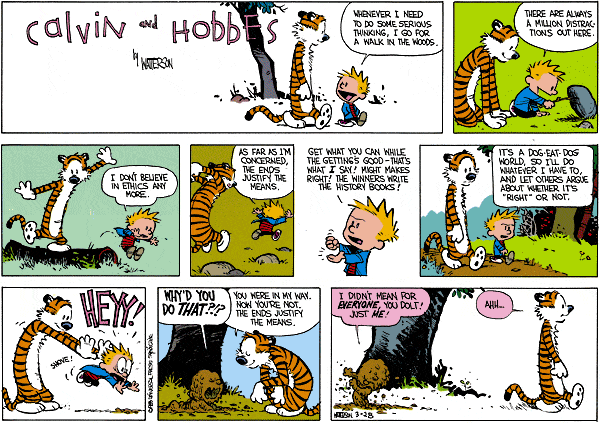 Calvin and HOBBES
by WATERSON
WHENEVER I NEED
TO DO SOME SERIOUS
THINKING, I GO FOR
A WALK IN THE WOODS.
THERE ARE ALWAYS
A MILLION DISTRAC-
TIONS OUT HERE.
I DON'T BELIEVE
IN ETHICS ANY
MORE.
AS FAR AS I'M
CONCERNED,
THE ENDS
JUSTIFY THE
MEANS.
GET WHAT YOU CAN WHILE
THE GETTING'S GOOD-THAT'S
WHAT I SAY! MIGHT MAKES
RIGHT! THE WINNERS WRITE
THE HISTORY BOOKS!
IT'S A DOG-EAT-DOG
WORLD, SO I'LL DO
WHATEVER I HAVE TO,
AND LET OTHERS ARGUE
ABOUT WHETHER IT'S
"RIGHT" OR NOT.
HEYY!
SHOVE!
WHY'D YOU
DO THAT?!?
YOU WERE IN MY WAY.
NOW YOU'RE NOT.
THE ENDS JUSTIFY
THE MEANS.
I DIDN'T MEAN FOR
EVERYONE, YOU DOLT!
JUST ME!
AHH...
WATERSON 3-28